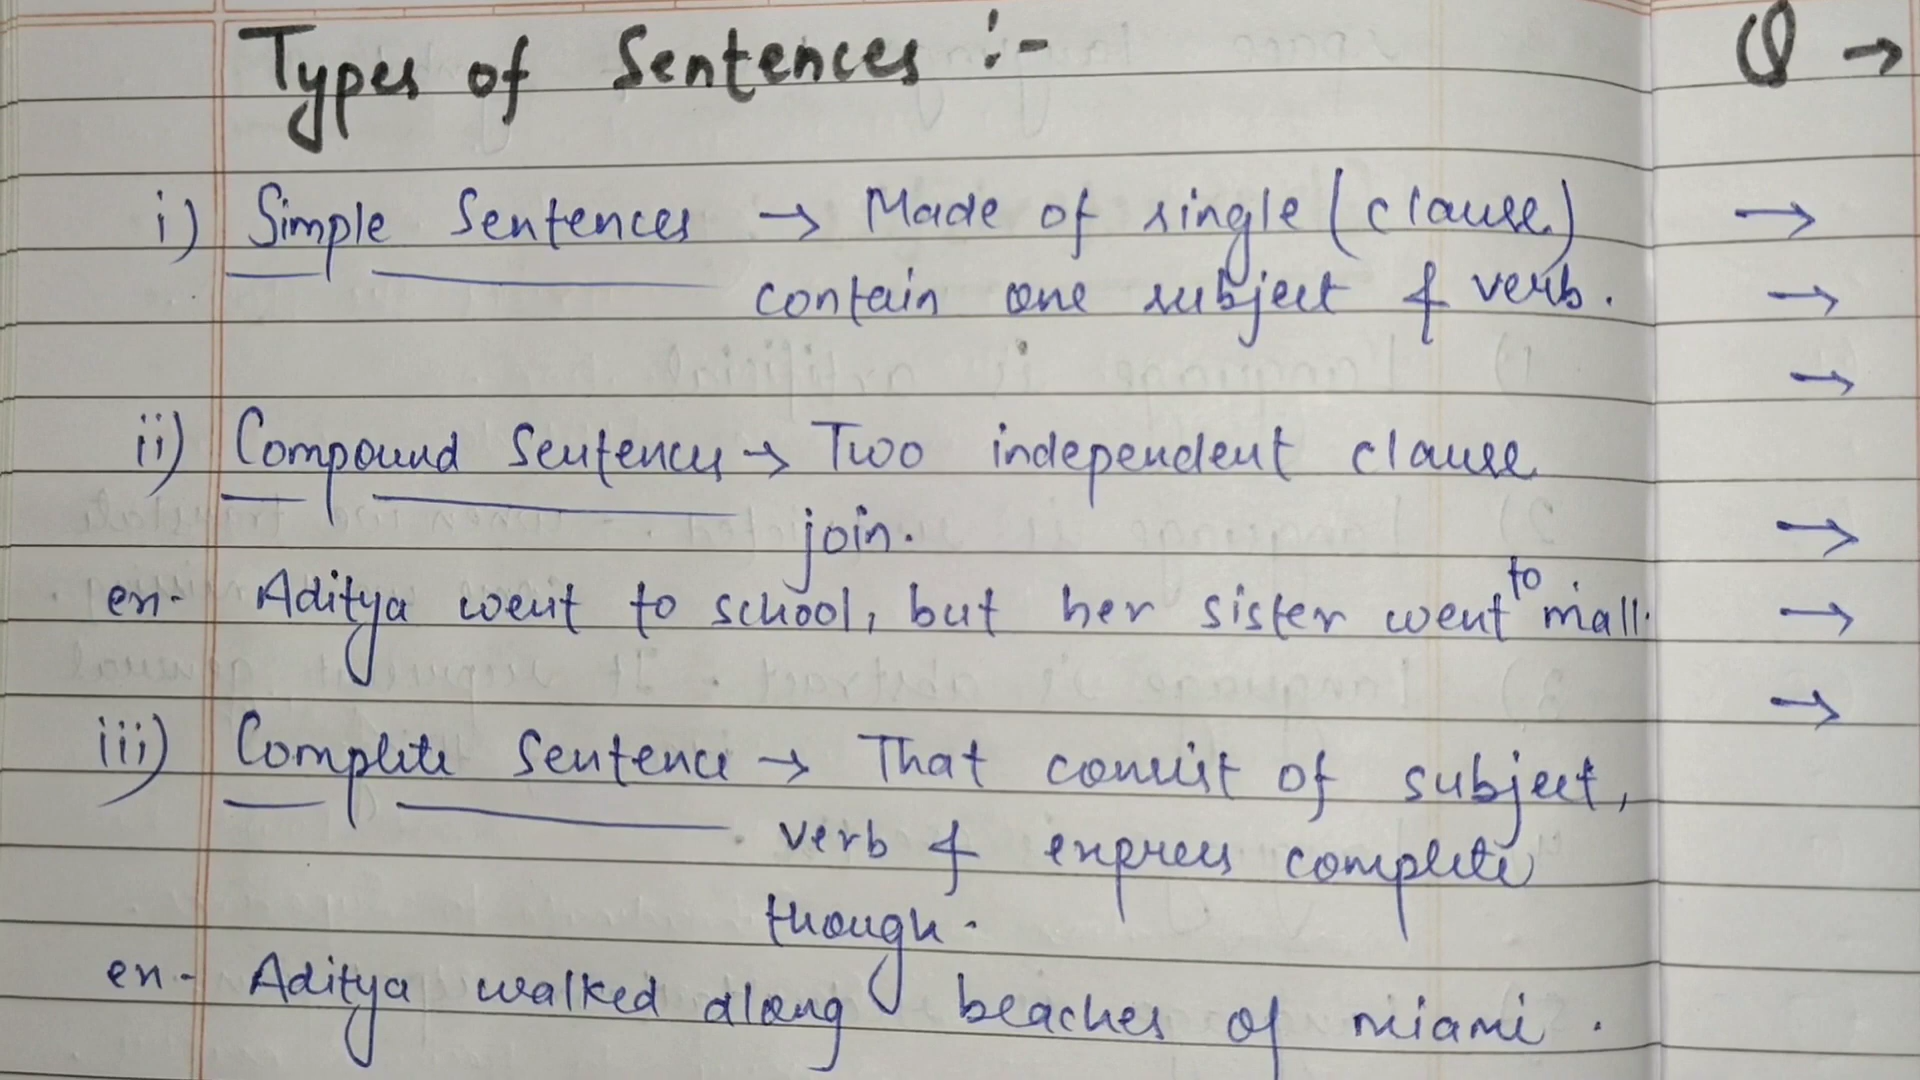 Types of Sentences :-
Q →
i) Simple Sentences → Made of single (clause)
→
contain one subject & verb.
→
→
ii) Compound Sentences → Two independent clause
join.
→
ex- Aditya went to school, but her sister went to mall.
→
→
iii) Complete Sentence → That consist of subject,
verb & express complete
though.
ex- Aditya walked along beaches of miami.